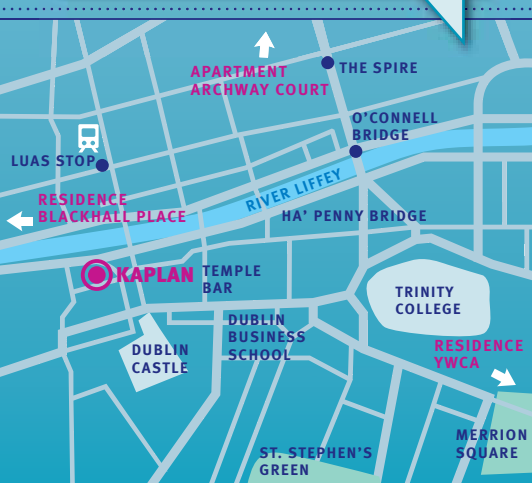 APARTMENT
ARCHWAY COURT
THE SPIRE
O'CONNELL
BRIDGE
LUAS STOP
RESIDENCE
BLACKHALL PLACE
RIVER LIFFEY
HA' PENNY BRIDGE
KAPLAN
TEMPLE
BAR
TRINITY
COLLEGE
DUBLIN
BUSINESS
SCHOOL
DUBLIN
CASTLE
RESIDENCE
YWCA
MERRION
SQUARE
ST. STEPHEN'S
GREEN